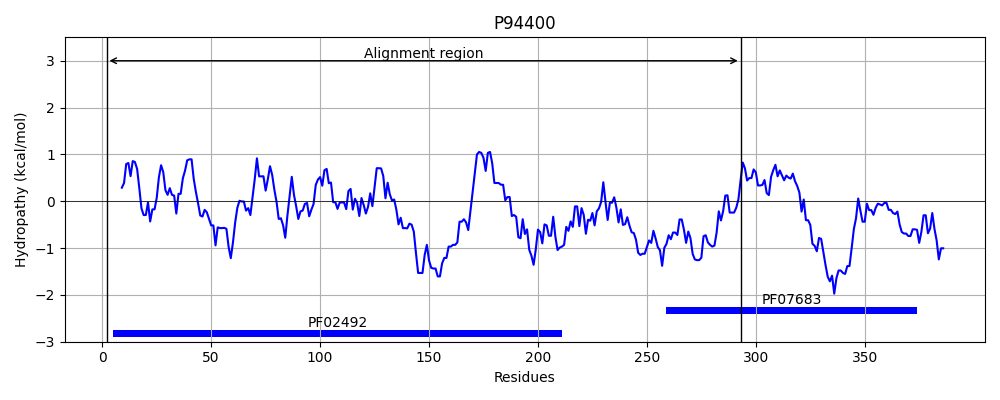 P94400
Alignment region
PF07683
PF02492
3
2
1
0
−1
−2
−3
Hydropathy (kcal/mol)
0 50 100 150 200 250 300 350
Residues